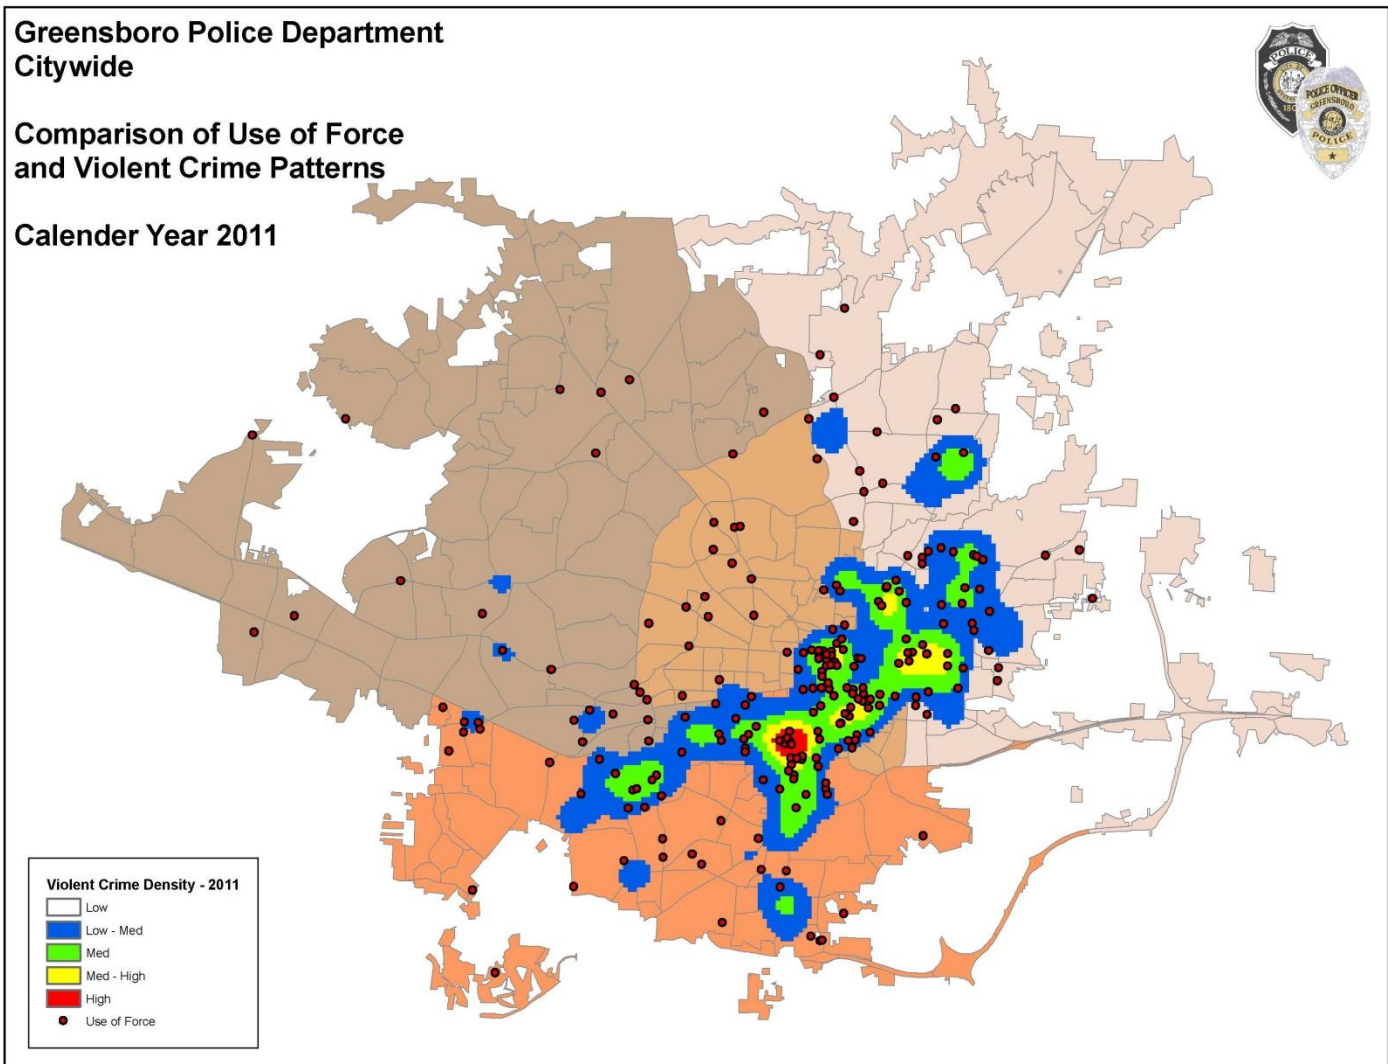 Greensboro Police Department
Citywide
Comparison of Use of Force
and Violent Crime Patterns
Calender Year 2011
POLICE
POLICE OFFICER
GREENSBORO
POLICE
Violent Crime Density - 2011
Low
Low - Med
Med
Med - High
High
Use of Force